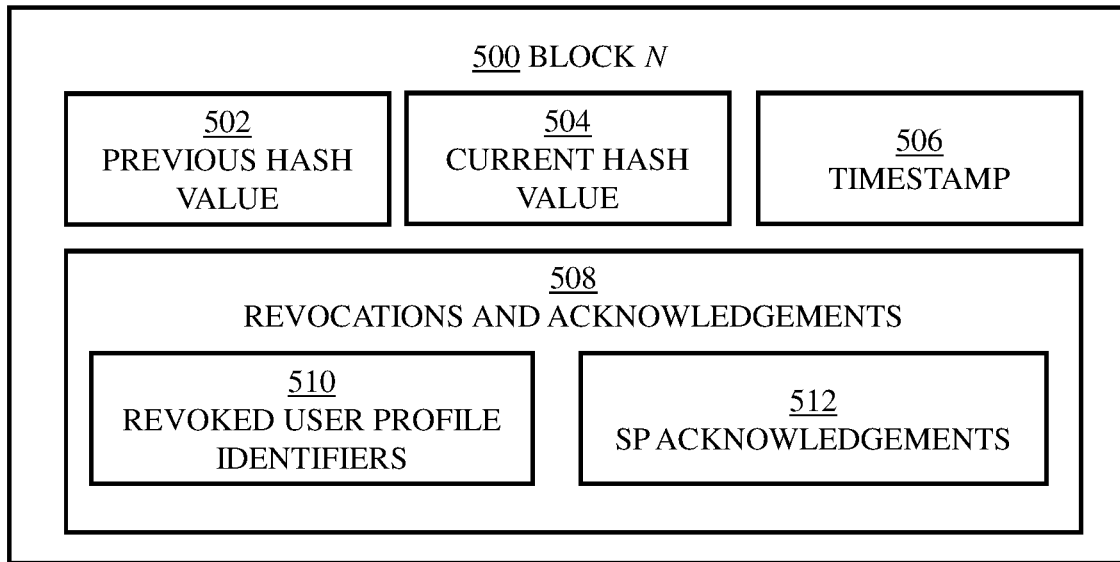 500 BLOCK N
502
PREVIOUS HASH
VALUE
504
CURRENT HASH
VALUE
506
TIMESTAMP
508
REVOCATIONS AND ACKNOWLEDGEMENTS
510
REVOKED USER PROFILE
IDENTIFIERS
512
SP ACKNOWLEDGEMENTS